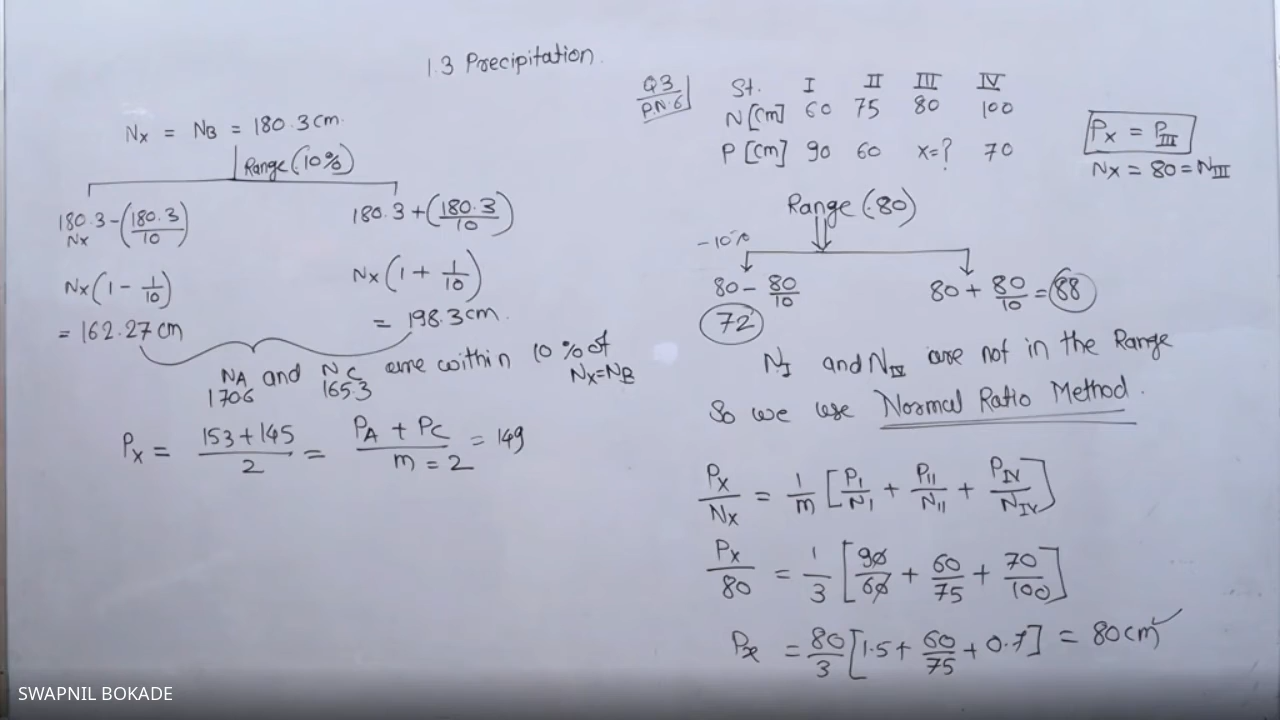 1.3 Precipitation.
Nx = NB = 180.3 cm.
Range (10%)
180.3 - (180.3/10)
Nx
180.3 + (180.3/10)
Nx (1 - 1/10)
Nx (1 + 1/10)
= 162.27 cm
= 198.3 cm.
NA and NC are within 10 % of
170.6 165.3 Nx=NB
Px = (153+145)/2 = (PA + PC)/(m = 2) = 149
Q3
P.N.6
St. I II III IV
N [cm] 60 75 80 100
P [cm] 90 60 x=? 70
Px = PIII
Nx = 80 = NIII
Range (80)
-10%
80 - 80/10
72
80 + 80/10 = 88
NI and NIV are not in the Range
So we use Normal Ratio Method.
Px/Nx = 1/m [PI/NI + PII/NII + PIV/NIV]
Px/80 = 1/3 [90/60 + 60/75 + 70/100]
Px = 80/3 [1.5 + 60/75 + 0.7] = 80 cm ✓
SWAPNIL BOKADE